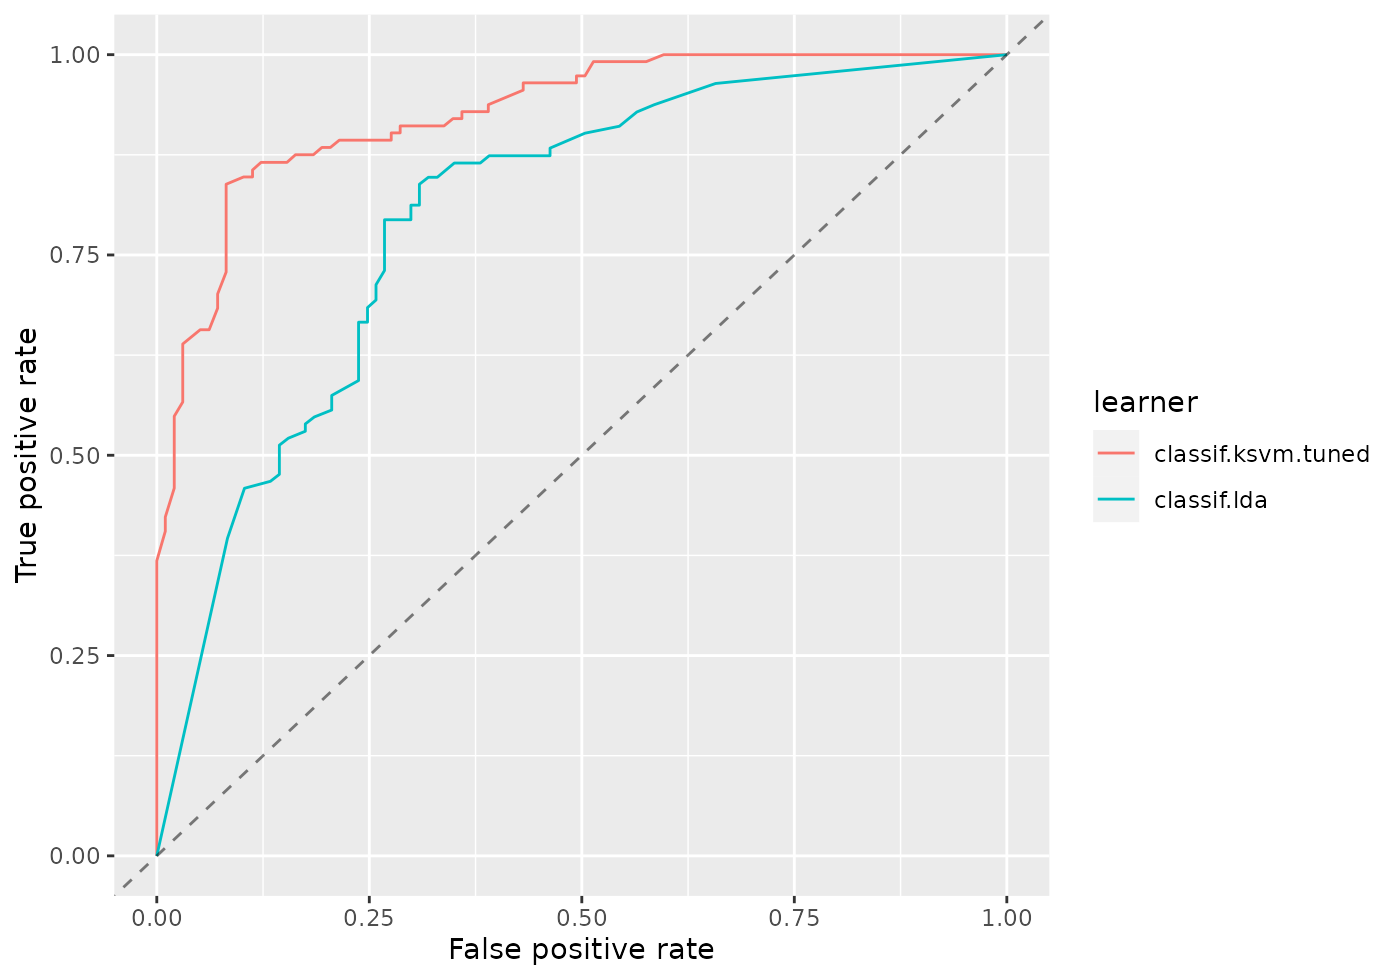 1.00
0.75
0.50
0.25
0.00
True positive rate
0.00 0.25 0.50 0.75 1.00
False positive rate
learner
classif.ksvm.tuned
classif.lda